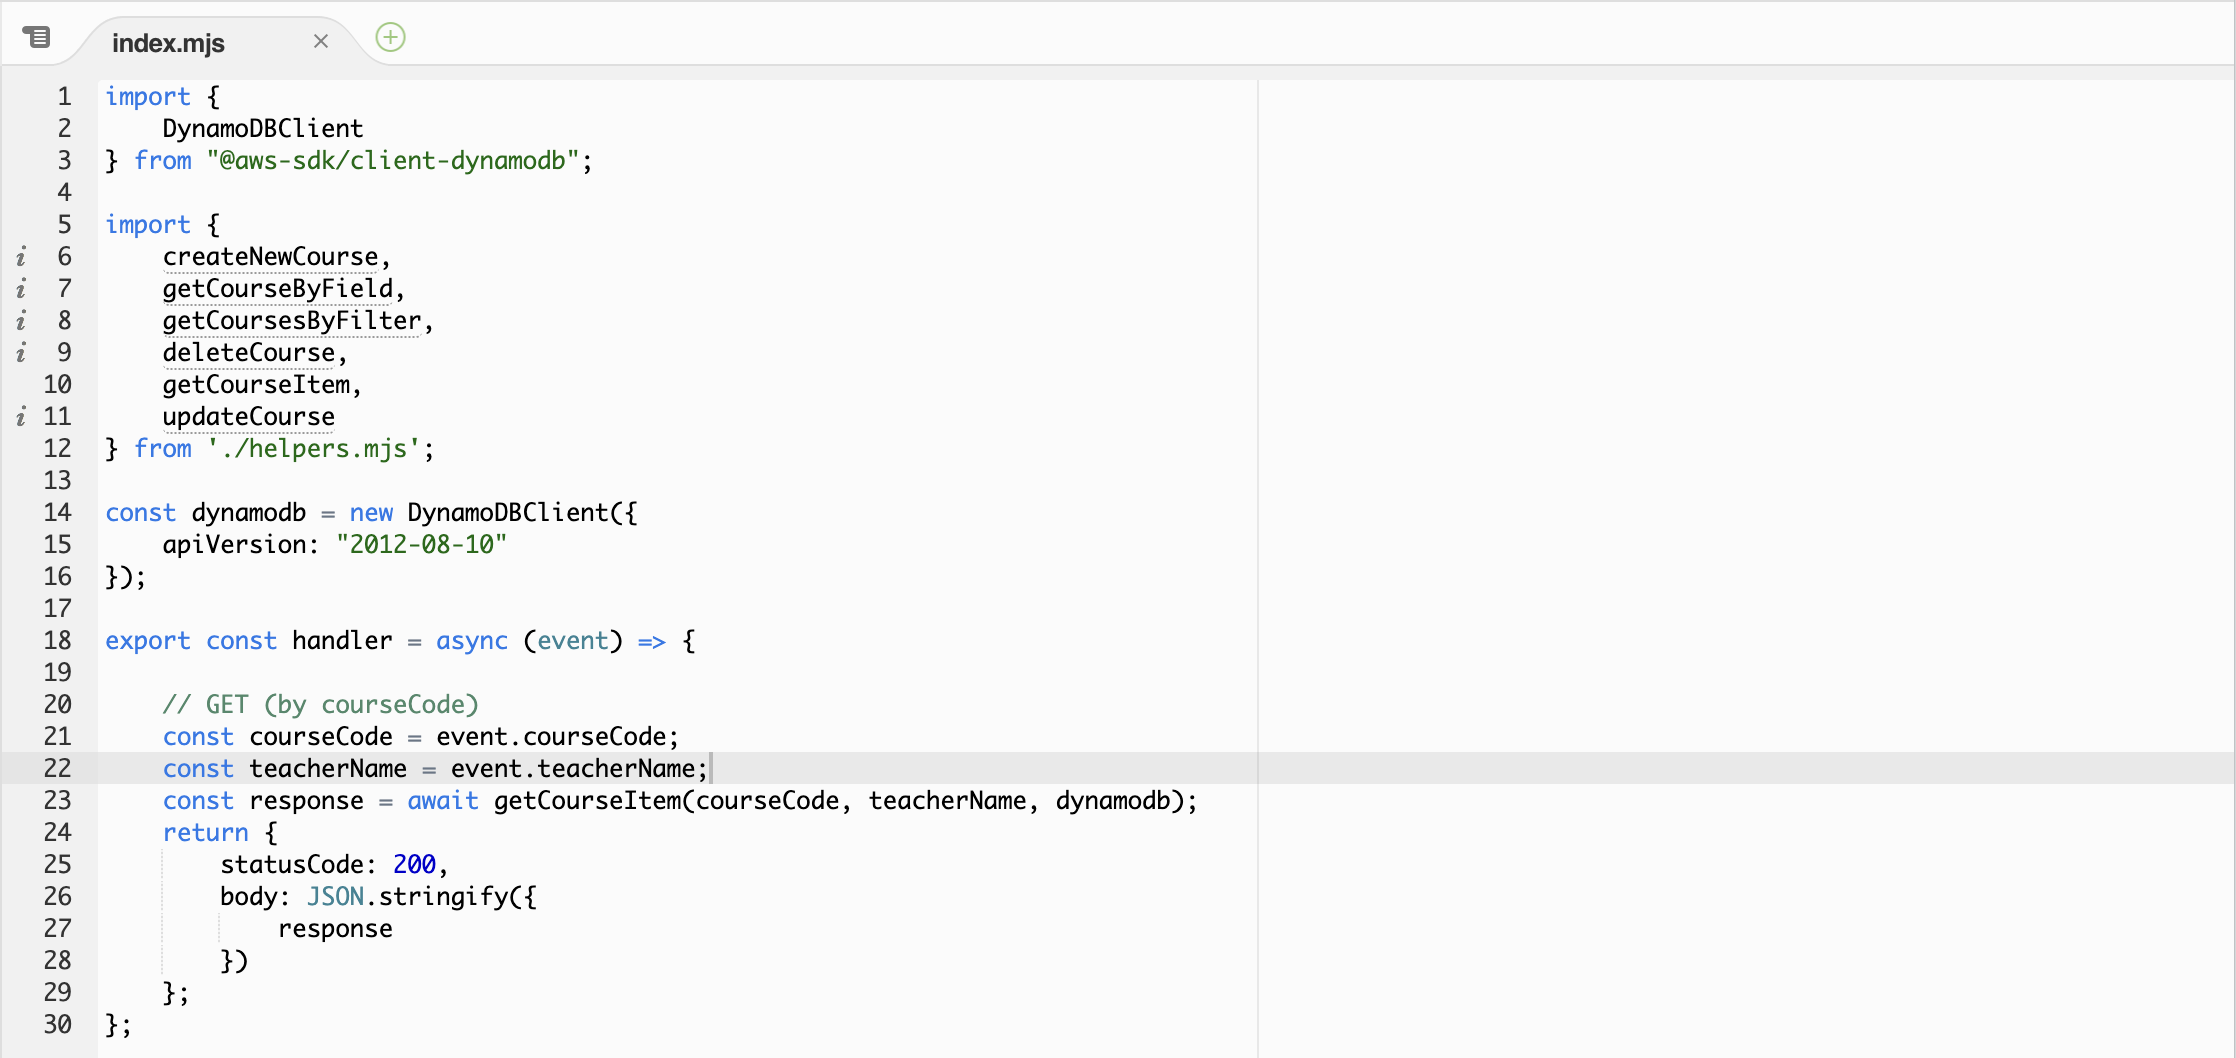 index.mjs
1 import {
2     DynamoDBClient
3 } from "@aws-sdk/client-dynamodb";
4
5 import {
i 6     createNewCourse,
i 7     getCourseByField,
i 8     getCoursesByFilter,
i 9     deleteCourse,
10     getCourseItem,
i 11     updateCourse
12 } from './helpers.mjs';
13
14 const dynamodb = new DynamoDBClient({
15     apiVersion: "2012-08-10"
16 });
17
18 export const handler = async (event) => {
19
20     // GET (by courseCode)
21     const courseCode = event.courseCode;
22     const teacherName = event.teacherName;
23     const response = await getCourseItem(courseCode, teacherName, dynamodb);
24     return {
25         statusCode: 200,
26         body: JSON.stringify({
27             response
28         })
29     };
30 };